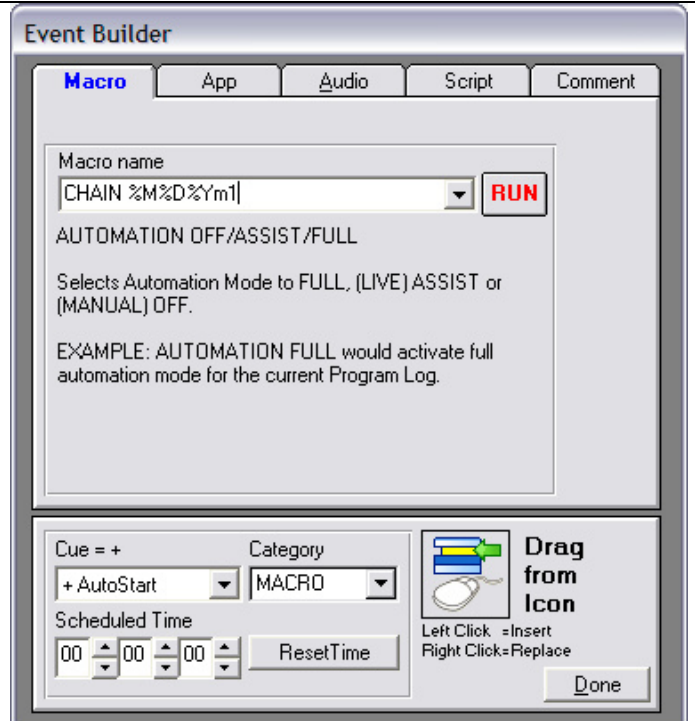 Event Builder
Macro App Audio Script Comment
Macro name
CHAIN %M%D%Ym1
RUN
AUTOMATION OFF/ASSIST/FULL
Selects Automation Mode to FULL, (LIVE) ASSIST or
(MANUAL) OFF.
EXAMPLE: AUTOMATION FULL would activate full
automation mode for the current Program Log.
Cue = + Category
+ AutoStart MACRO
Scheduled Time
00 00 00 ResetTime
Drag
from
Icon
Left Click =Insert
Right Click=Replace
Done